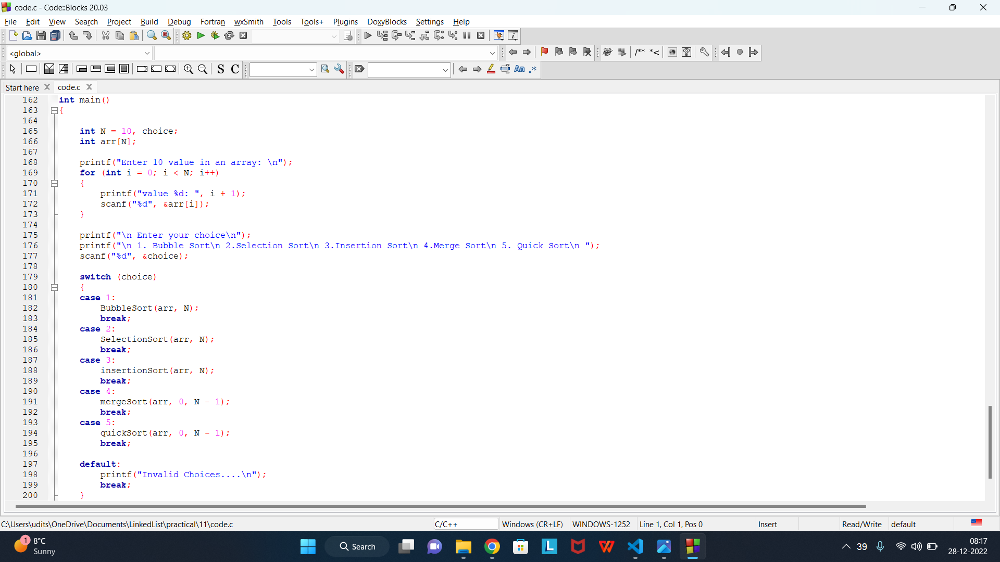 code.c - Code::Blocks 20.03
File Edit View Search Project Build Debug Fortran wxSmith Tools Tools+ Plugins DoxyBlocks Settings Help
<global>
/** *<
S C
Aa .*
Start here code.c
162 int main()
163 {
164
165 int N = 10, choice;
166 int arr[N];
167
168 printf("Enter 10 value in an array: \n");
169 for (int i = 0; i < N; i++)
170 {
171 printf("value %d: ", i + 1);
172 scanf("%d", &arr[i]);
173 }
174
175 printf("\n Enter your choice\n");
176 printf("\n 1. Bubble Sort\n 2.Selection Sort\n 3.Insertion Sort\n 4.Merge Sort\n 5. Quick Sort\n ");
177 scanf("%d", &choice);
178
179 switch (choice)
180 {
181 case 1:
182 BubbleSort(arr, N);
183 break;
184 case 2:
185 SelectionSort(arr, N);
186 break;
187 case 3:
188 insertionSort(arr, N);
189 break;
190 case 4:
191 mergeSort(arr, 0, N - 1);
192 break;
193 case 5:
194 quickSort(arr, 0, N - 1);
195 break;
196
197 default:
198 printf("Invalid Choices....\n");
199 break;
200 }
C:\Users\udits\OneDrive\Documents\LinkedList\practical\11\code.c C/C++ Windows (CR+LF) WINDOWS-1252 Line 1, Col 1, Pos 0 Insert Read/Write default
1 8°C
Sunny
Search
39
08:17
28-12-2022